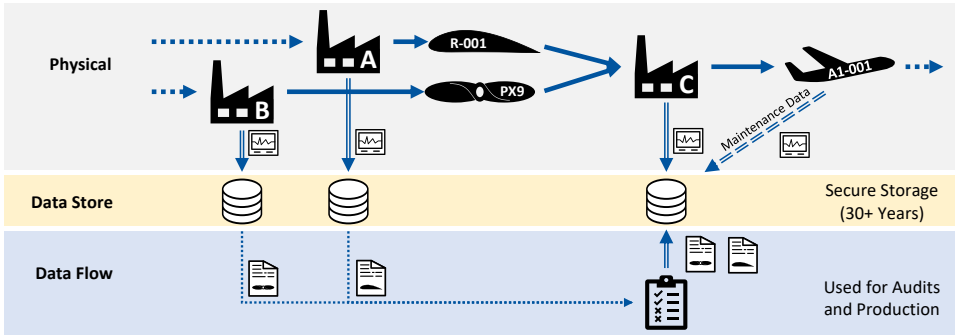 Physical
A
B
R-001
PX9
C
A1-001
Maintenance Data
Data Store
Secure Storage
(30+ Years)
Data Flow
Used for Audits
and Production